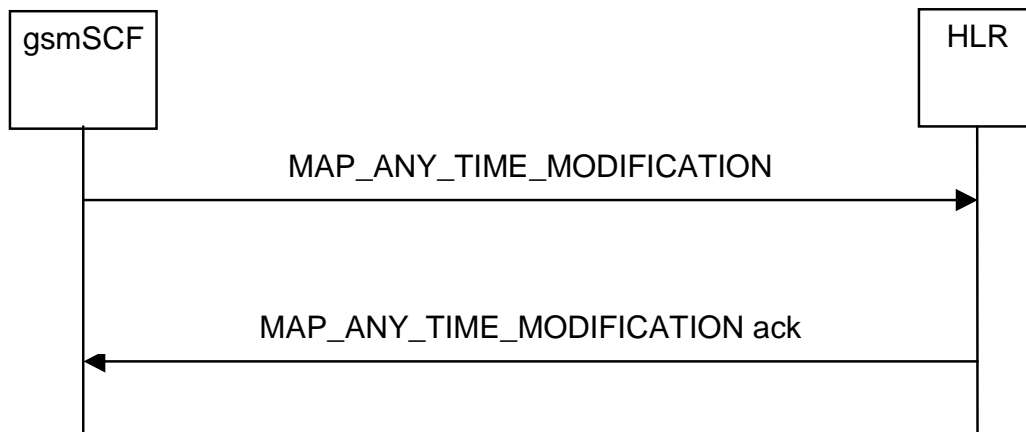 gsmSCF
HLR
MAP_ANY_TIME_MODIFICATION
MAP_ANY_TIME_MODIFICATION ack